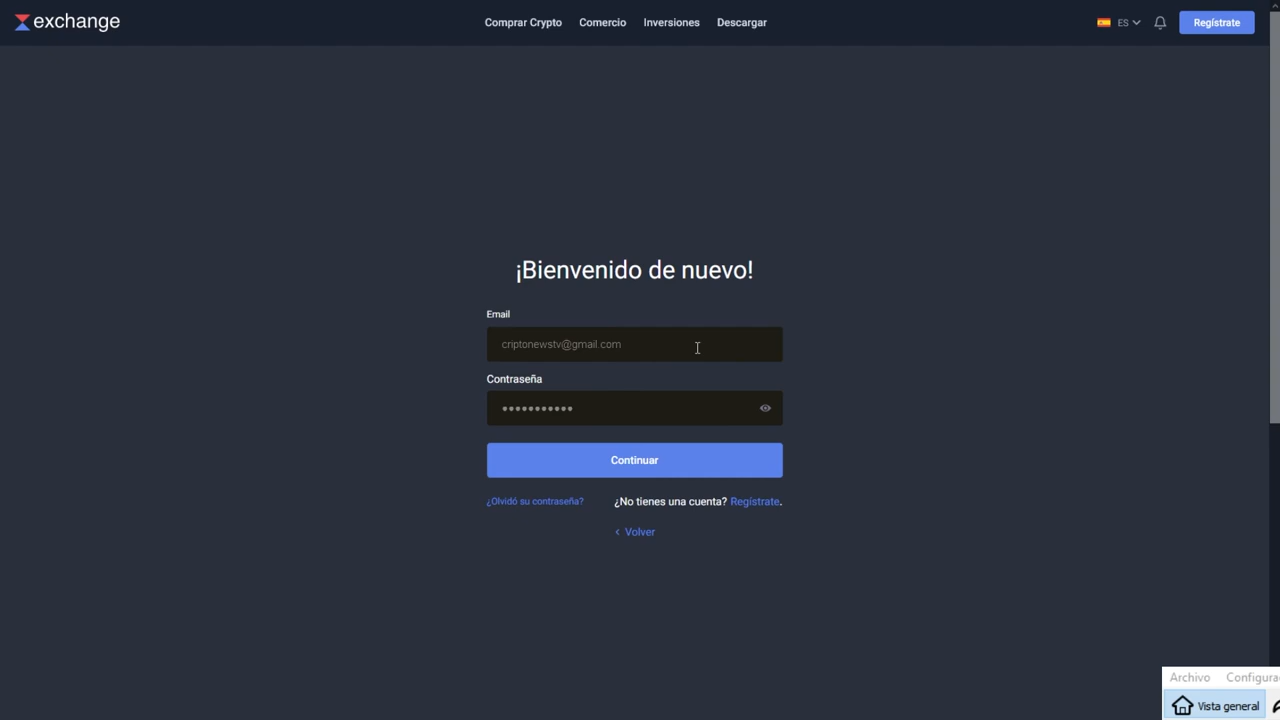 exchange
Comprar Crypto Comercio Inversiones Descargar
ES
Regístrate
¡Bienvenido de nuevo!
Email
criptonewstv@gmail.com
Contraseña
•••••••••••
Continuar
¿Olvidó su contraseña? ¿No tienes una cuenta? Regístrate.
‹ Volver
Archivo Configura
Vista general